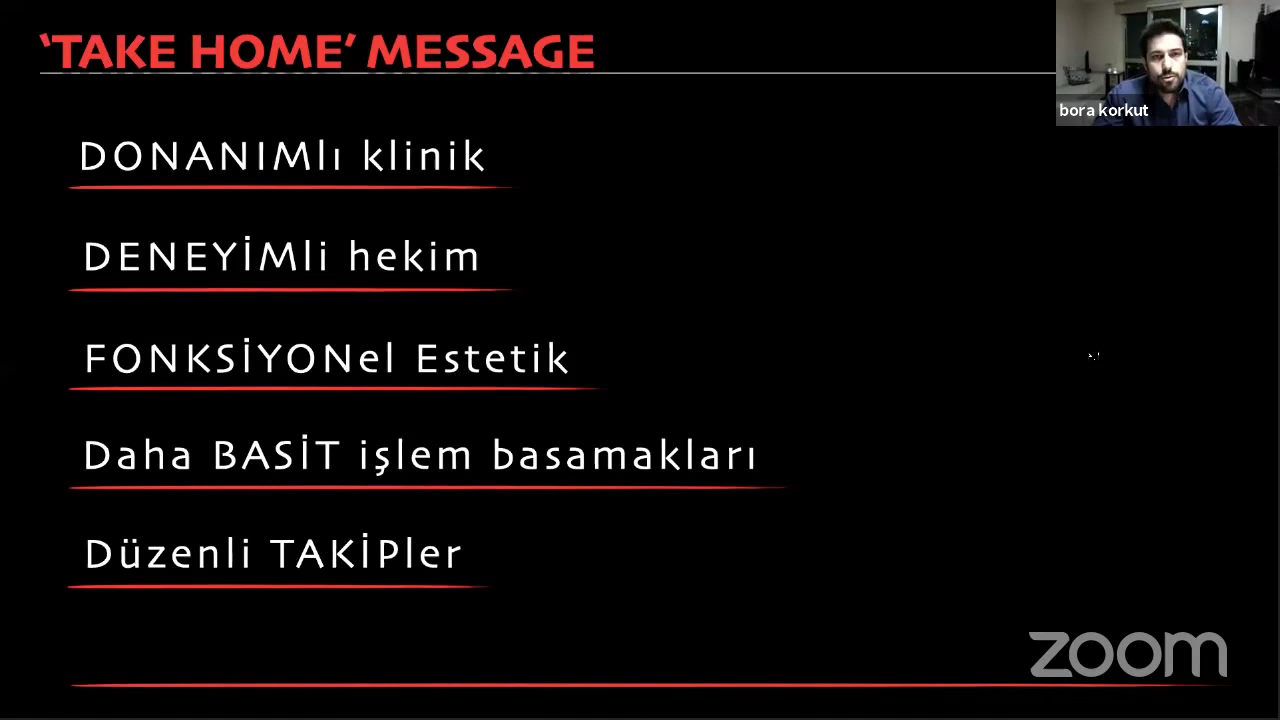 ‘TAKE HOME’ MESSAGE
bora korkut
DONANIMlı klinik
DENEYİMli hekim
FONKSİYONel Estetik
Daha BASİT işlem basamakları
Düzenli TAKİPler
zoom